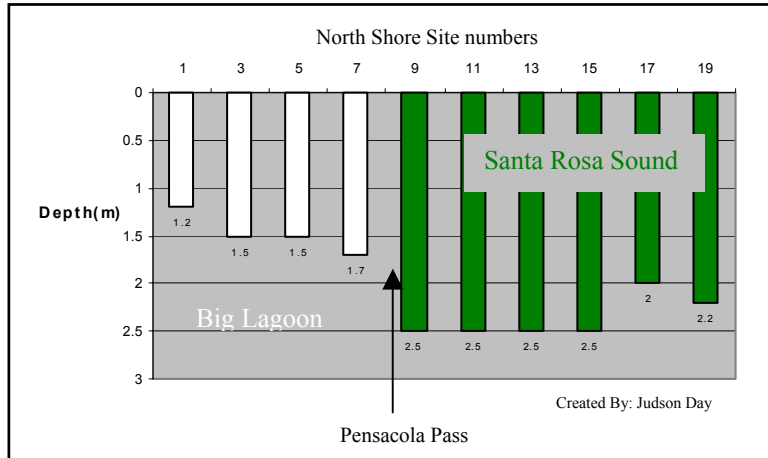 North Shore Site numbers
1 3 5 7 9 11 13 15 17 19
0
0.5
1
1.5
2
2.5
3
Depth(m)
Santa Rosa Sound
1.2
1.5
1.5
1.7
2
2.2
2.5
2.5
2.5
2.5
Big Lagoon
Created By: Judson Day
Pensacola Pass